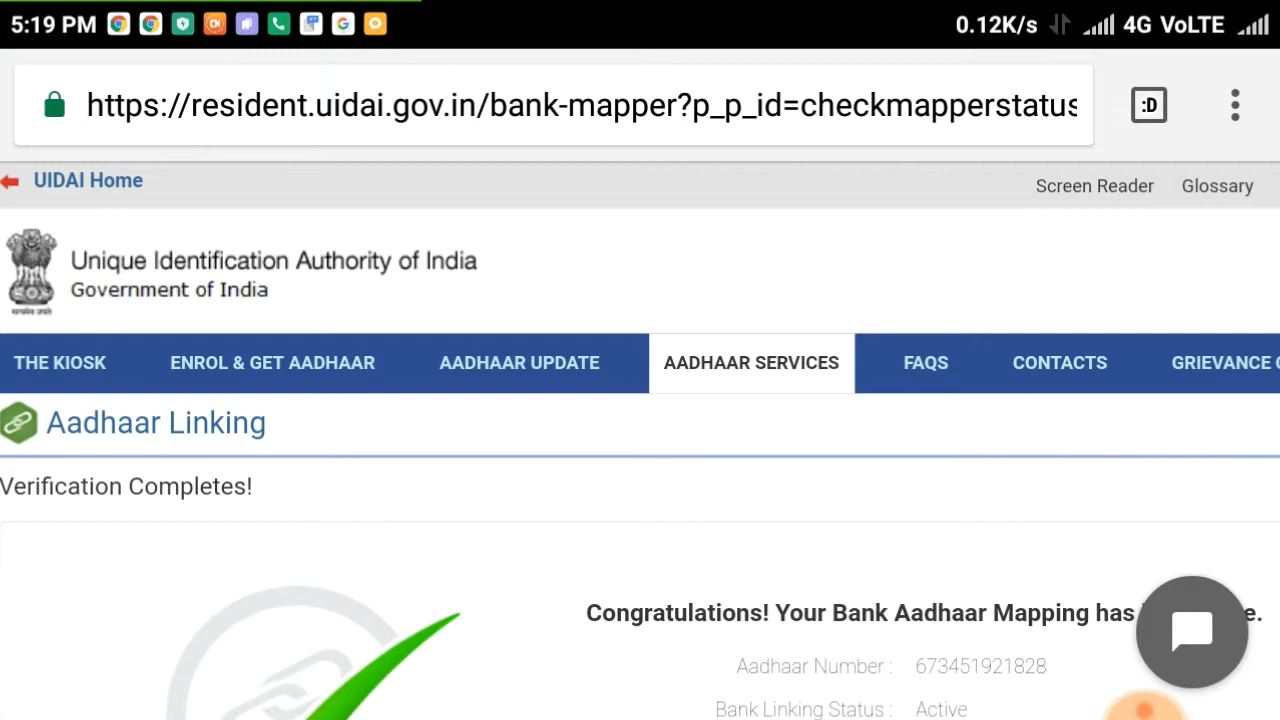 5:19 PM 0.12K/s 4G VoLTE
https://resident.uidai.gov.in/bank-mapper?p_p_id=checkmapperstatus
:D
UIDAI Home Screen Reader Glossary
Unique Identification Authority of India
Government of India
THE KIOSK ENROL & GET AADHAAR AADHAAR UPDATE AADHAAR SERVICES FAQS CONTACTS GRIEVANCE
Aadhaar Linking
Verification Completes!
Congratulations! Your Bank Aadhaar Mapping has
Aadhaar Number : 673451921828
Bank Linking Status : Active